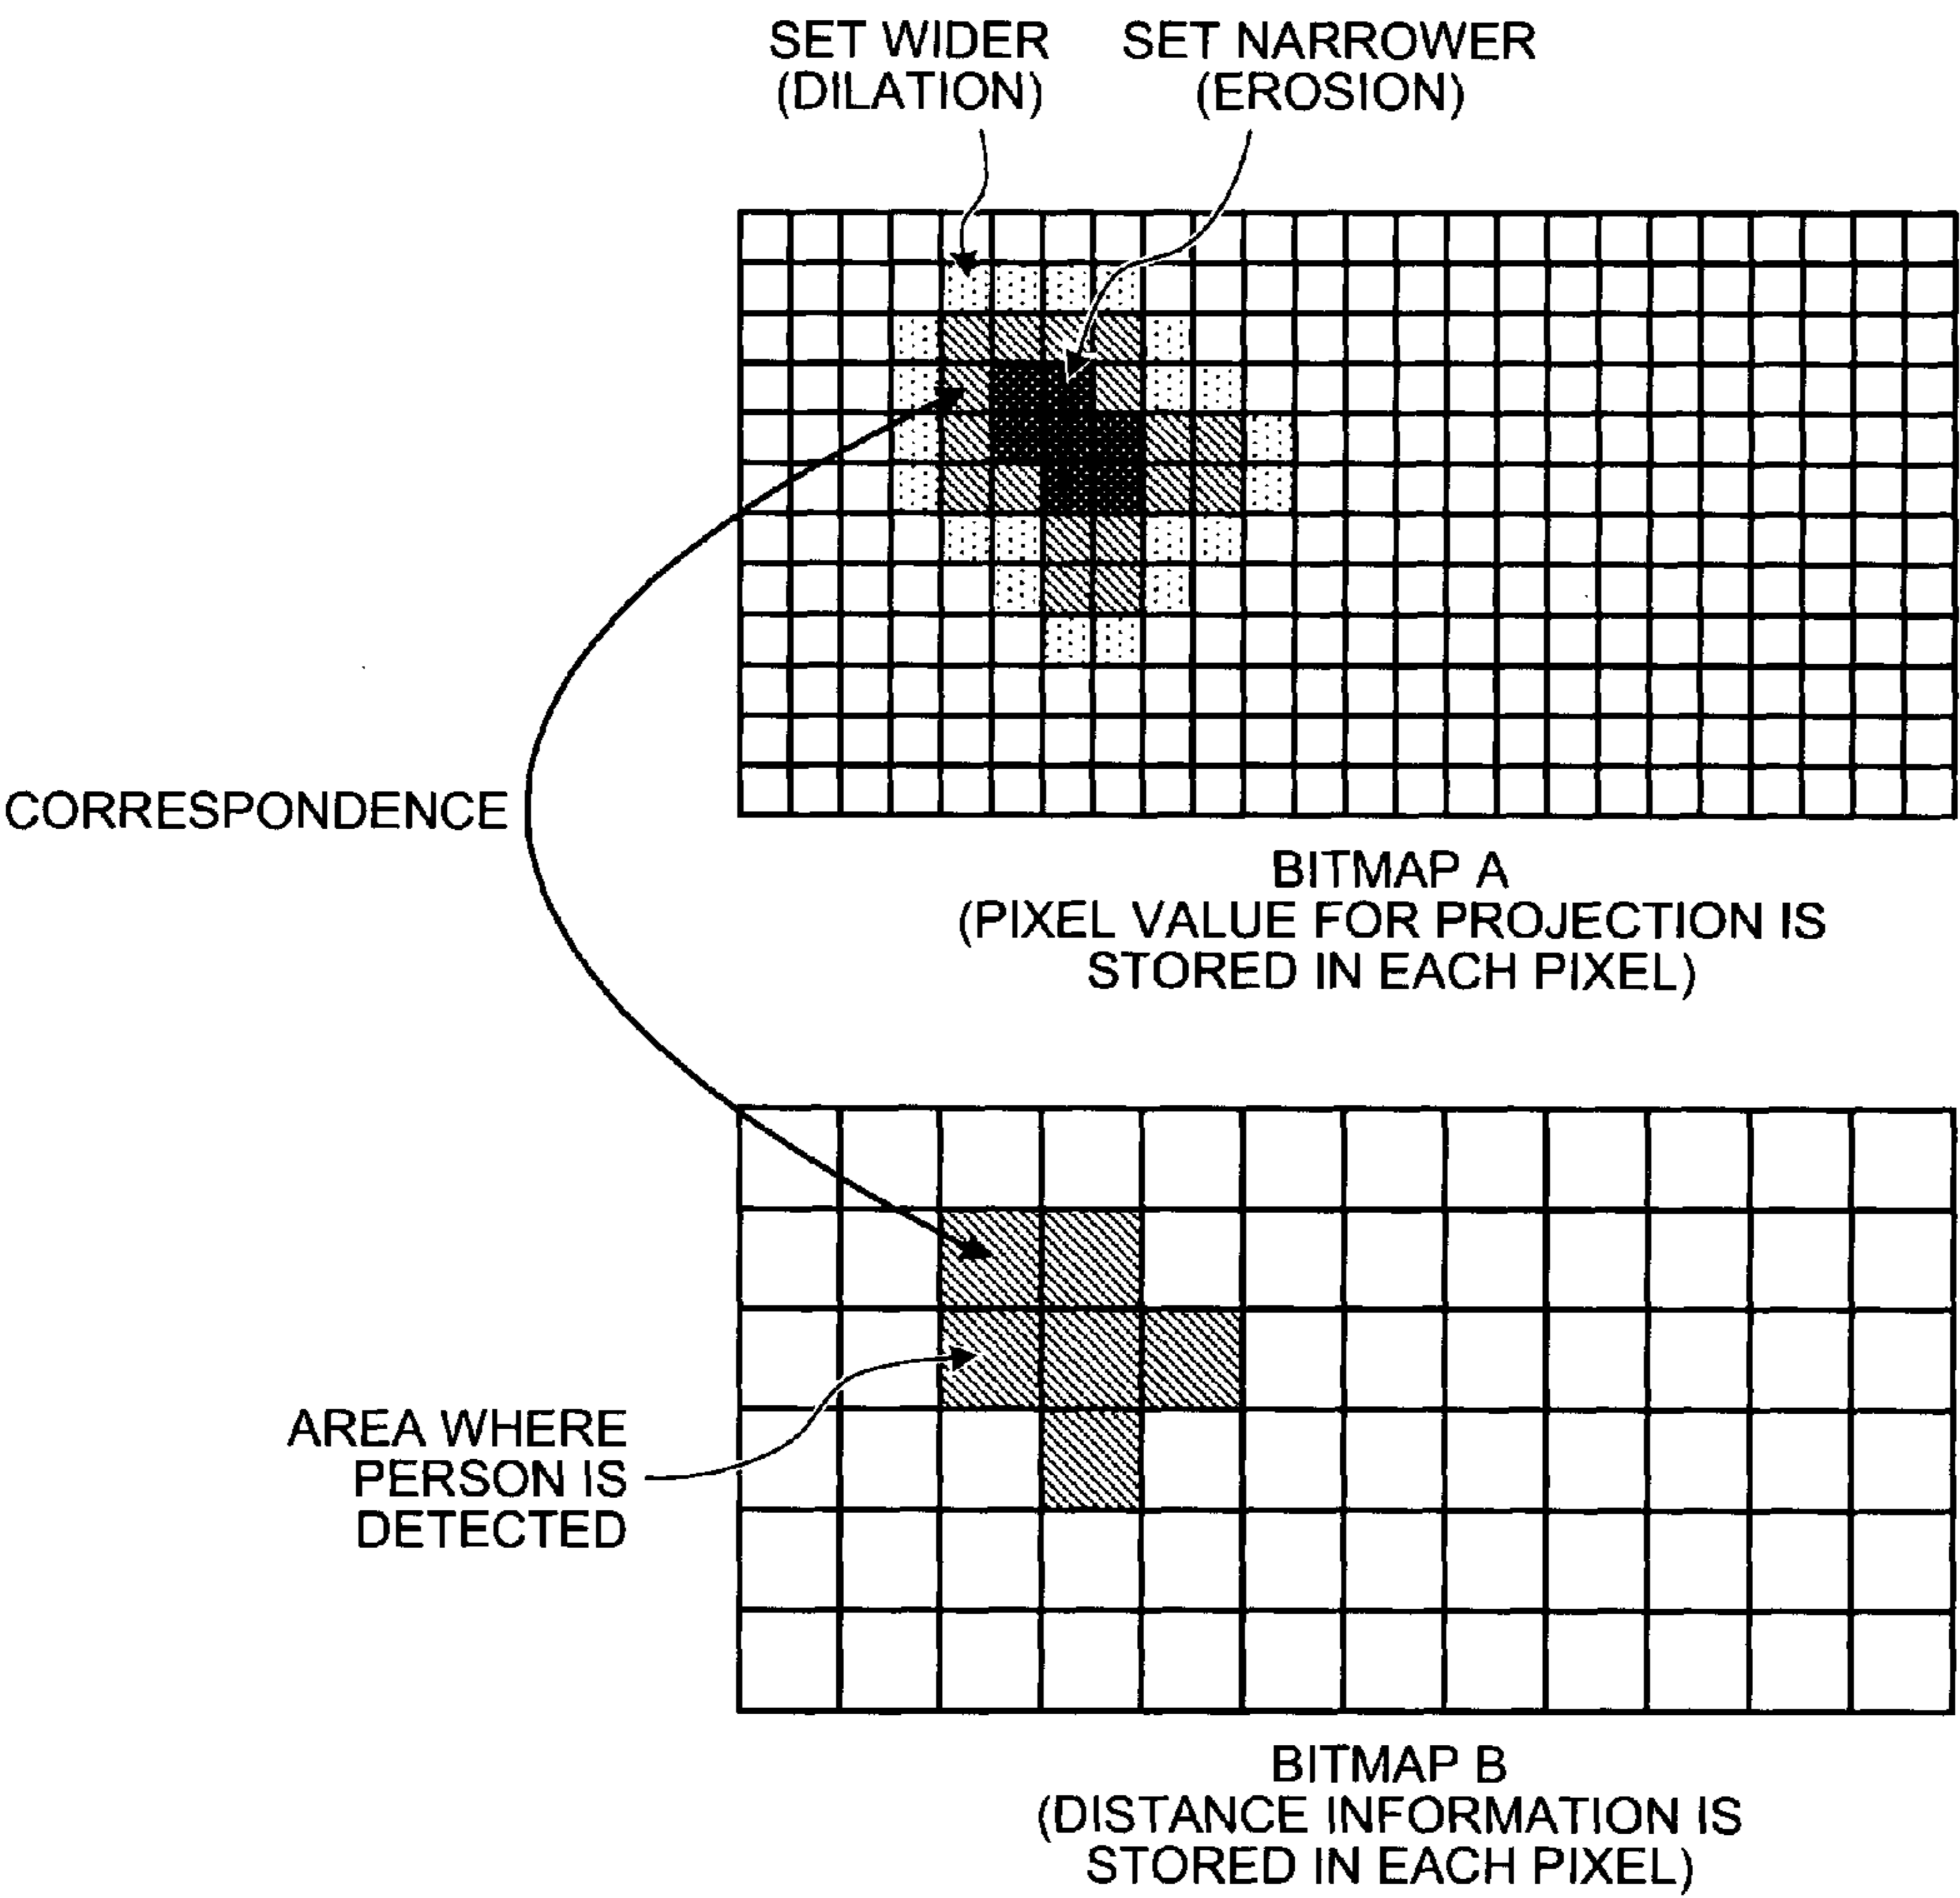 SET WIDER
(DILATION)
SET NARROWER
(EROSION)
CORRESPONDENCE
BITMAP A
(PIXEL VALUE FOR PROJECTION IS
STORED IN EACH PIXEL)
AREA WHERE
PERSON IS
DETECTED
BITMAP B
(DISTANCE INFORMATION IS
STORED IN EACH PIXEL)